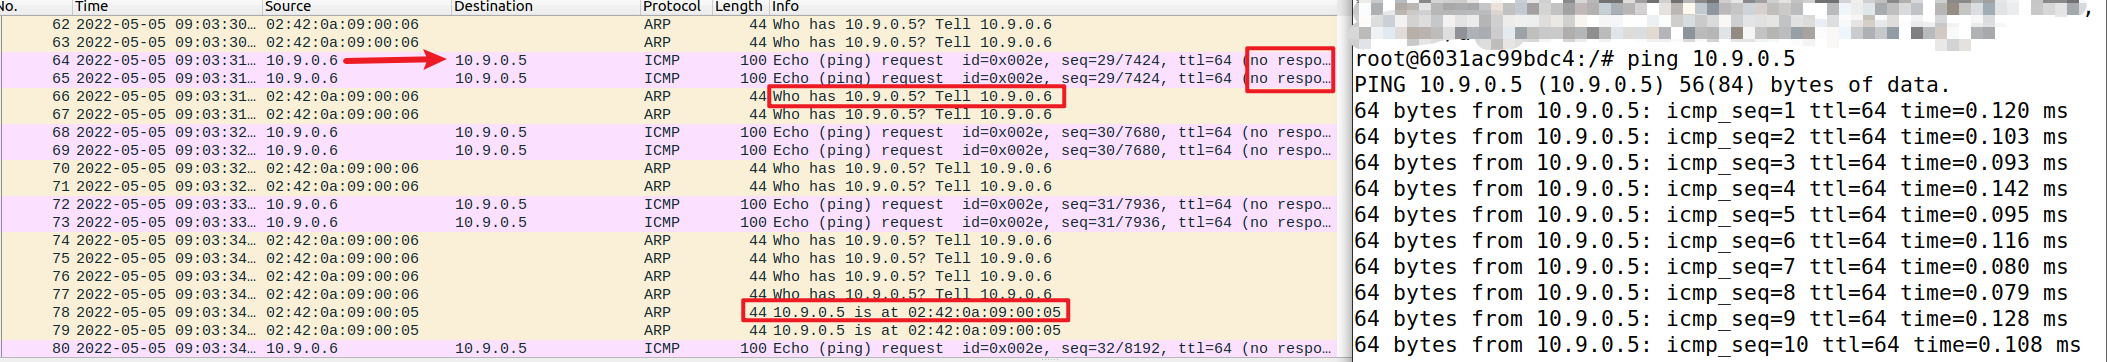 No. Time Source Destination Protocol Length Info
62 2022-05-05 09:03:30… 02:42:0a:09:00:06 ARP 44 Who has 10.9.0.5? Tell 10.9.0.6
63 2022-05-05 09:03:30… 02:42:0a:09:00:06 ARP 44 Who has 10.9.0.5? Tell 10.9.0.6
64 2022-05-05 09:03:31… 10.9.0.6 10.9.0.5 ICMP 100 Echo (ping) request id=0x002e, seq=29/7424, ttl=64 (no respo…
65 2022-05-05 09:03:31… 10.9.0.6 10.9.0.5 ICMP 100 Echo (ping) request id=0x002e, seq=29/7424, ttl=64 (no respo…
66 2022-05-05 09:03:31… 02:42:0a:09:00:06 ARP 44 Who has 10.9.0.5? Tell 10.9.0.6
67 2022-05-05 09:03:31… 02:42:0a:09:00:06 ARP 44 Who has 10.9.0.5? Tell 10.9.0.6
68 2022-05-05 09:03:32… 10.9.0.6 10.9.0.5 ICMP 100 Echo (ping) request id=0x002e, seq=30/7680, ttl=64 (no respo…
69 2022-05-05 09:03:32… 10.9.0.6 10.9.0.5 ICMP 100 Echo (ping) request id=0x002e, seq=30/7680, ttl=64 (no respo…
70 2022-05-05 09:03:32… 02:42:0a:09:00:06 ARP 44 Who has 10.9.0.5? Tell 10.9.0.6
71 2022-05-05 09:03:32… 02:42:0a:09:00:06 ARP 44 Who has 10.9.0.5? Tell 10.9.0.6
72 2022-05-05 09:03:33… 10.9.0.6 10.9.0.5 ICMP 100 Echo (ping) request id=0x002e, seq=31/7936, ttl=64 (no respo…
73 2022-05-05 09:03:33… 10.9.0.6 10.9.0.5 ICMP 100 Echo (ping) request id=0x002e, seq=31/7936, ttl=64 (no respo…
74 2022-05-05 09:03:34… 02:42:0a:09:00:06 ARP 44 Who has 10.9.0.5? Tell 10.9.0.6
75 2022-05-05 09:03:34… 02:42:0a:09:00:06 ARP 44 Who has 10.9.0.5? Tell 10.9.0.6
76 2022-05-05 09:03:34… 02:42:0a:09:00:06 ARP 44 Who has 10.9.0.5? Tell 10.9.0.6
77 2022-05-05 09:03:34… 02:42:0a:09:00:06 ARP 44 Who has 10.9.0.5? Tell 10.9.0.6
78 2022-05-05 09:03:34… 02:42:0a:09:00:05 ARP 44 10.9.0.5 is at 02:42:0a:09:00:05
79 2022-05-05 09:03:34… 02:42:0a:09:00:05 ARP 44 10.9.0.5 is at 02:42:0a:09:00:05
80 2022-05-05 09:03:34… 10.9.0.6 10.9.0.5 ICMP 100 Echo (ping) request id=0x002e, seq=32/8192, ttl=64 (no respo…
root@6031ac99bdc4:/# ping 10.9.0.5
PING 10.9.0.5 (10.9.0.5) 56(84) bytes of data.
64 bytes from 10.9.0.5: icmp_seq=1 ttl=64 time=0.120 ms
64 bytes from 10.9.0.5: icmp_seq=2 ttl=64 time=0.103 ms
64 bytes from 10.9.0.5: icmp_seq=3 ttl=64 time=0.093 ms
64 bytes from 10.9.0.5: icmp_seq=4 ttl=64 time=0.142 ms
64 bytes from 10.9.0.5: icmp_seq=5 ttl=64 time=0.095 ms
64 bytes from 10.9.0.5: icmp_seq=6 ttl=64 time=0.116 ms
64 bytes from 10.9.0.5: icmp_seq=7 ttl=64 time=0.080 ms
64 bytes from 10.9.0.5: icmp_seq=8 ttl=64 time=0.079 ms
64 bytes from 10.9.0.5: icmp_seq=9 ttl=64 time=0.128 ms
64 bytes from 10.9.0.5: icmp_seq=10 ttl=64 time=0.108 ms